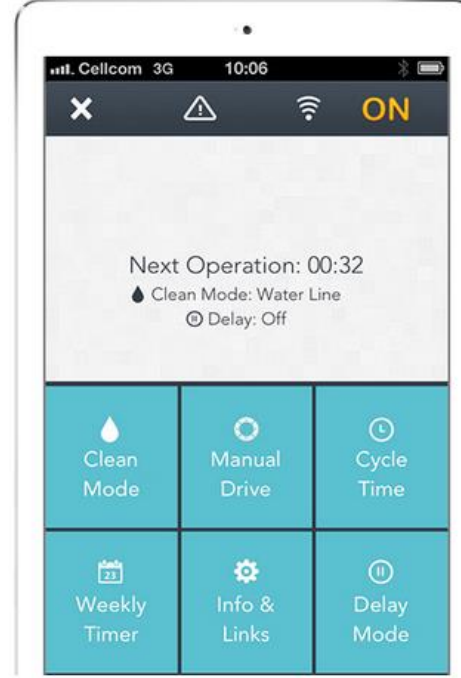 Cellcom 3G 10:06
ON
Next Operation: 00:32
Clean Mode: Water Line
Delay: Off
Clean
Mode
Manual
Drive
Cycle
Time
23
Weekly
Timer
Info &
Links
Delay
Mode